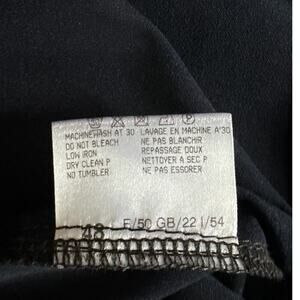 MACHINEWASH AT 30 LAVAGE EN MACHINE A'30
DO NOT BLEACH NE PAS BLANCHIR
LOW IRON REPASSAGE DOUX
DRY CLEAN P NETTOYER A SEC P
NO TUMBLER NE PAS ESSORER
48 F/50 GB/22 I/54